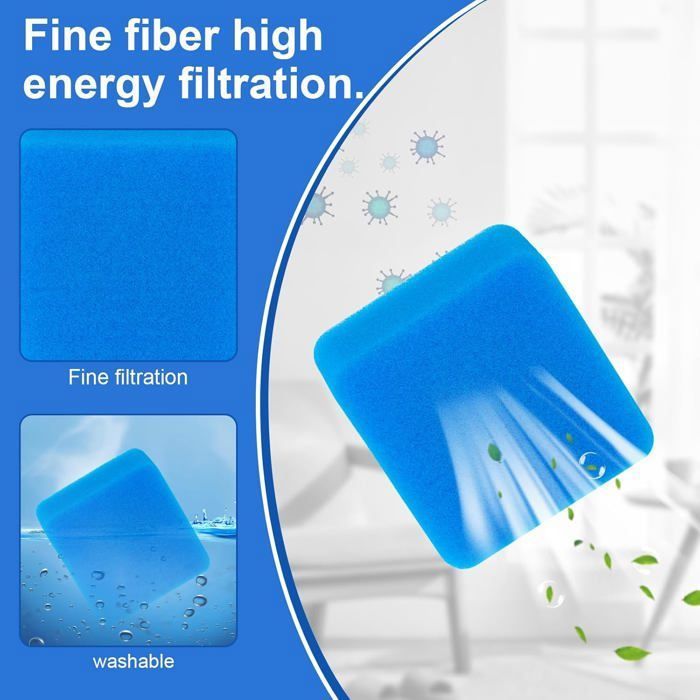 Fine fiber high
energy filtration.
Fine filtration
washable